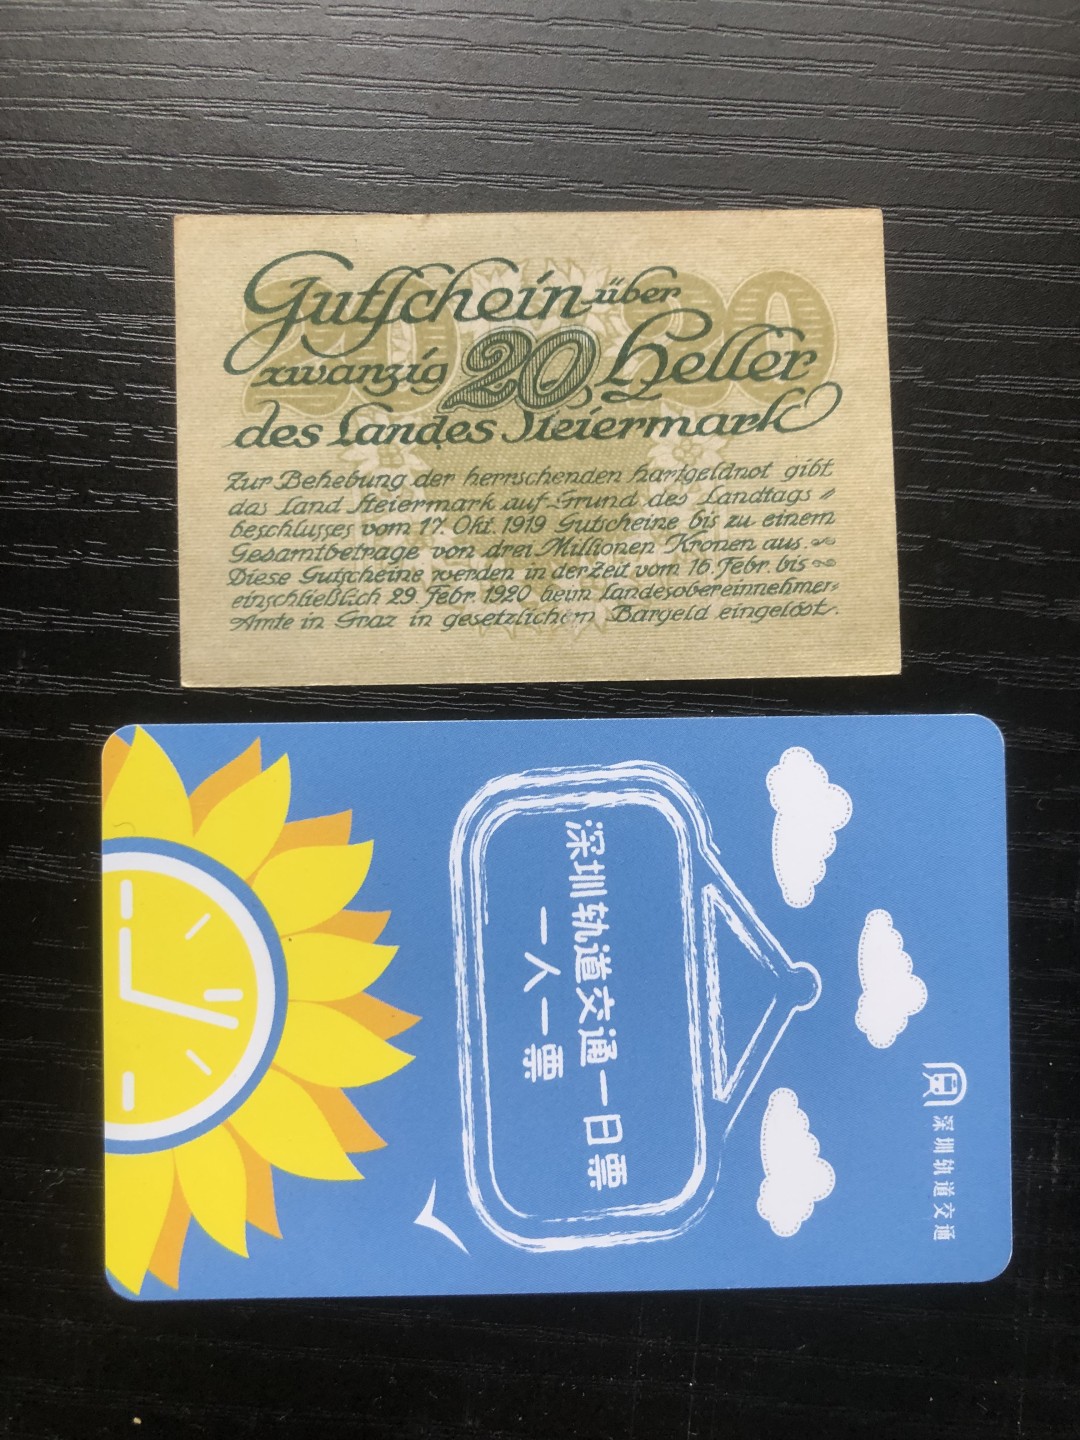 Gutschein über
zwanzig 20 Heller
des Landes Steiermark
Zur Behebung der herrschenden Hartgeldnot gibt
das Land Steiermark auf Grund des Landtags=
beschlusses vom 17. Okt. 1919 Gutscheine bis zu einem
Gesamtbetrage von drei Millionen Kronen aus.
Diese Gutscheine werden in der Zeit vom 16. Febr. bis
einschließlich 29. Febr. 1920 beim Landesobereinnehmer=
Amte in Graz in gesetzlichem Bargeld eingelöst.
20 20
深圳轨道交通
深圳轨道交通一日票
一人一票